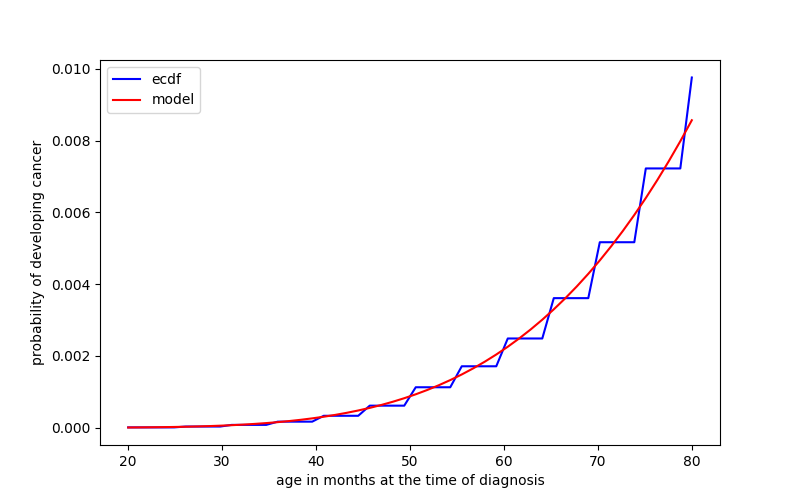 ecdf
model
probability of developing cancer
0.010
0.008
0.006
0.004
0.002
0.000
20 30 40 50 60 70 80
age in months at the time of diagnosis